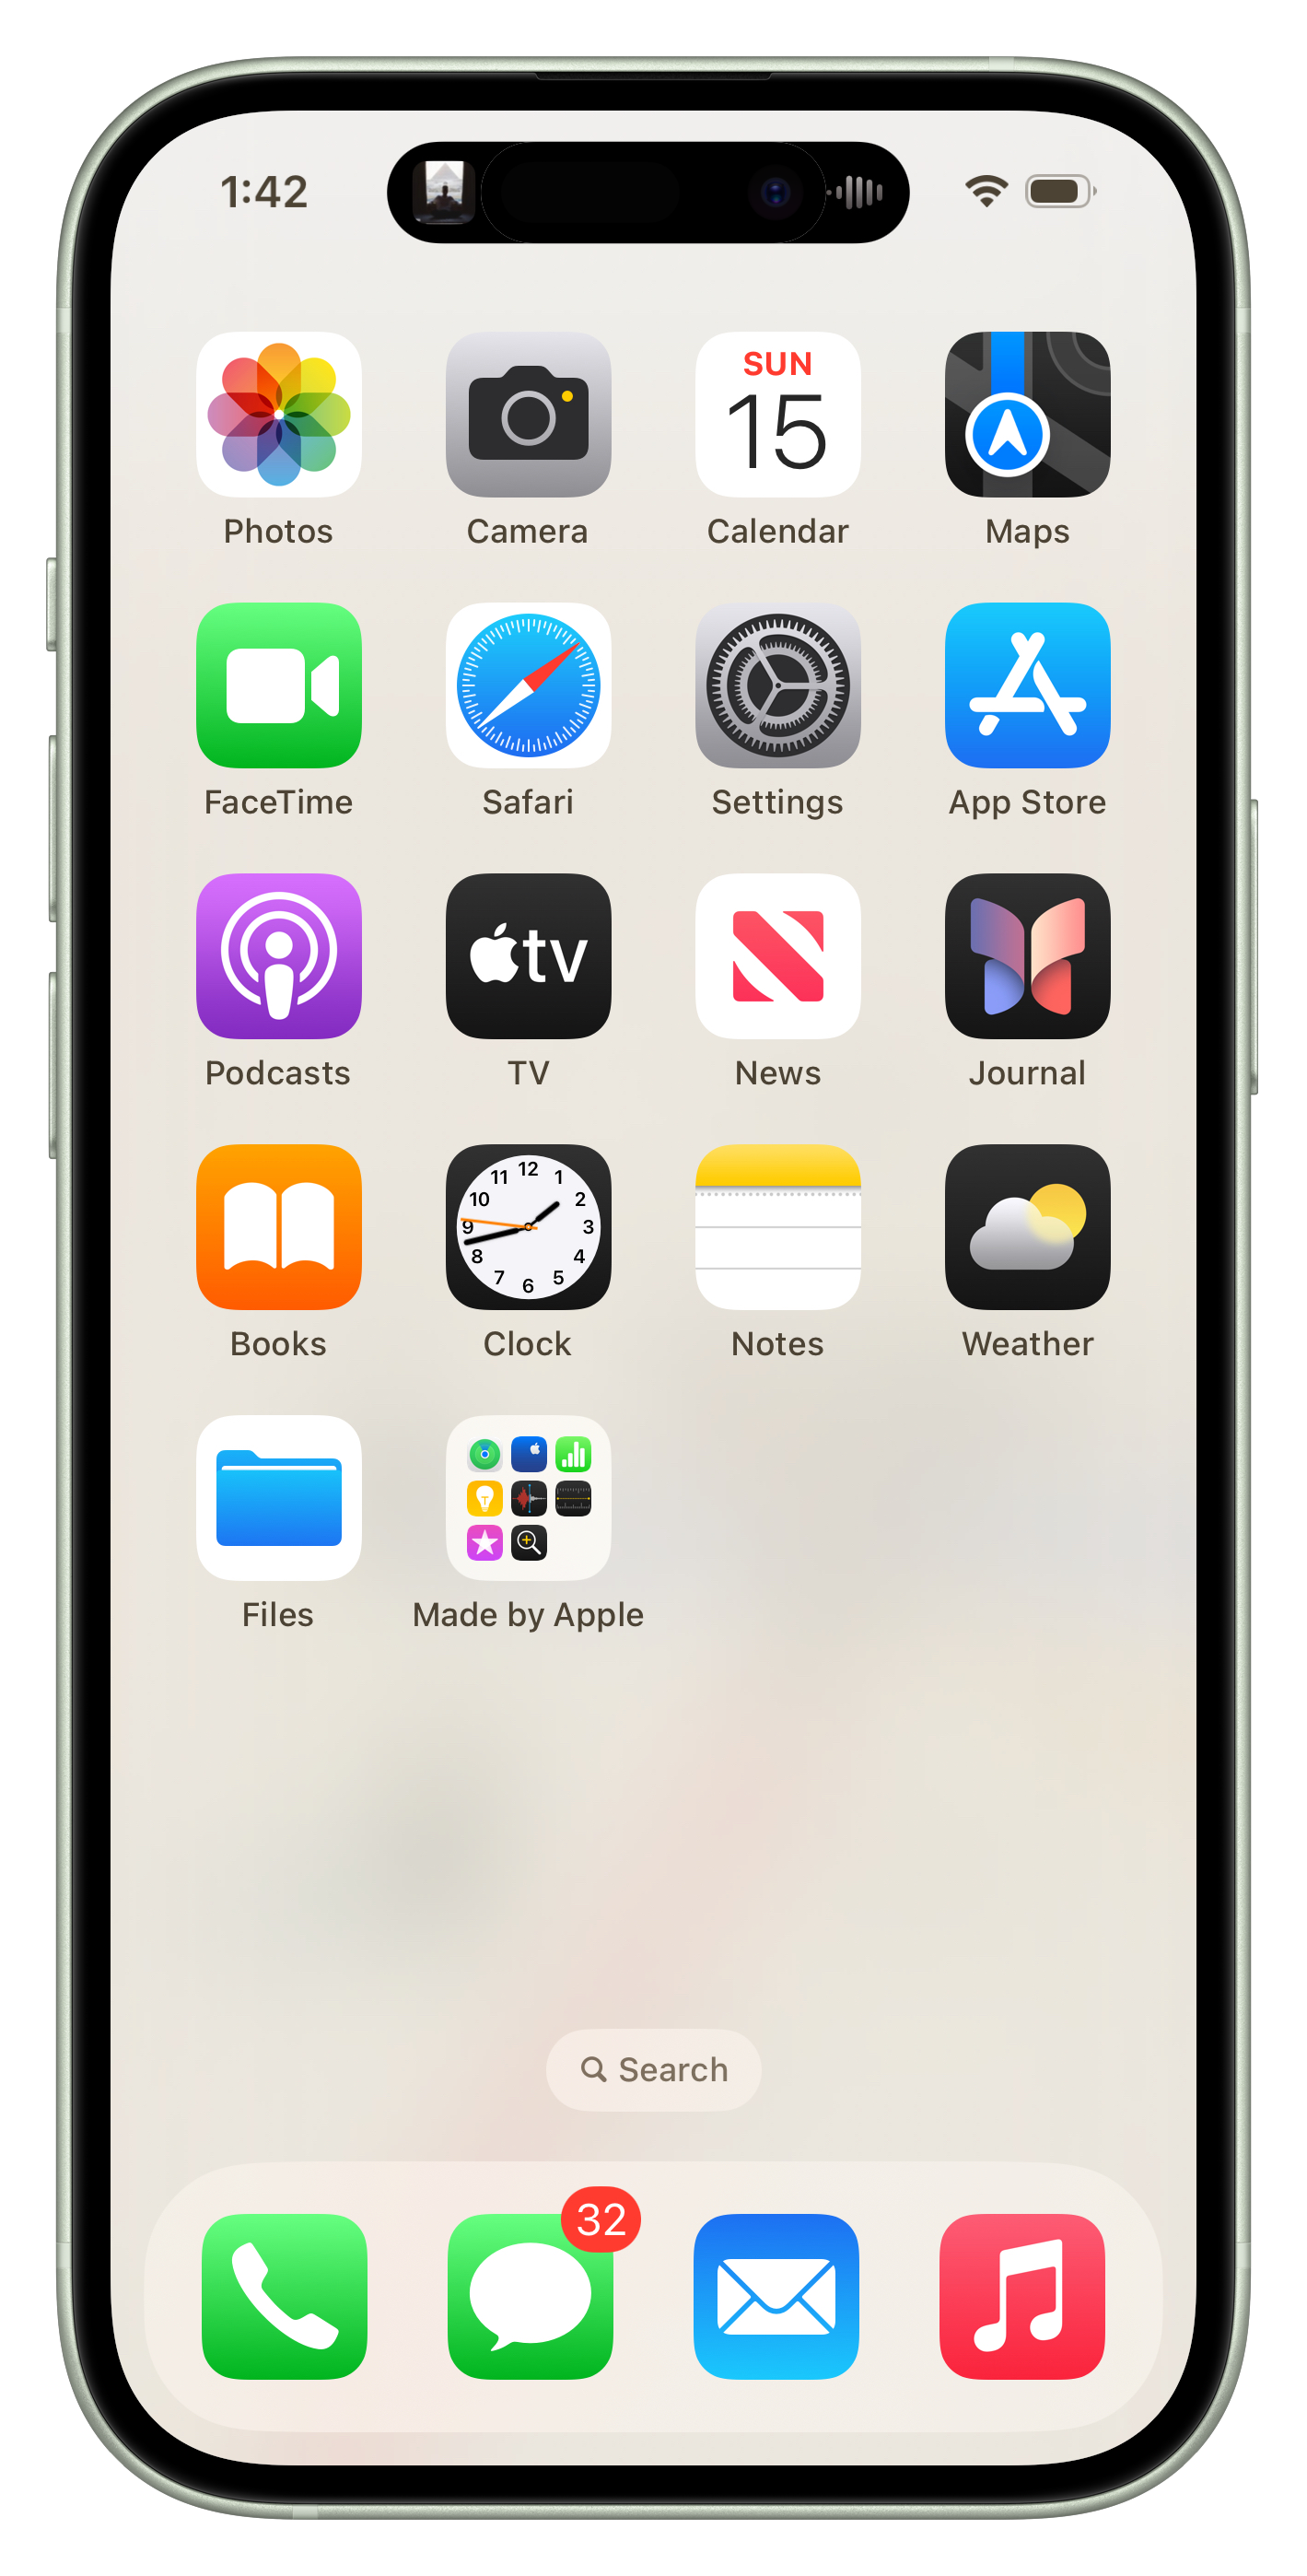 1:42
SUN
15
Photos Camera Calendar Maps
FaceTime Safari Settings App Store
tv
Podcasts TV News Journal
12
11 1
10 2
9 3
8 4
7 5
6
Books Clock Notes Weather
Files Made by Apple
Search
32